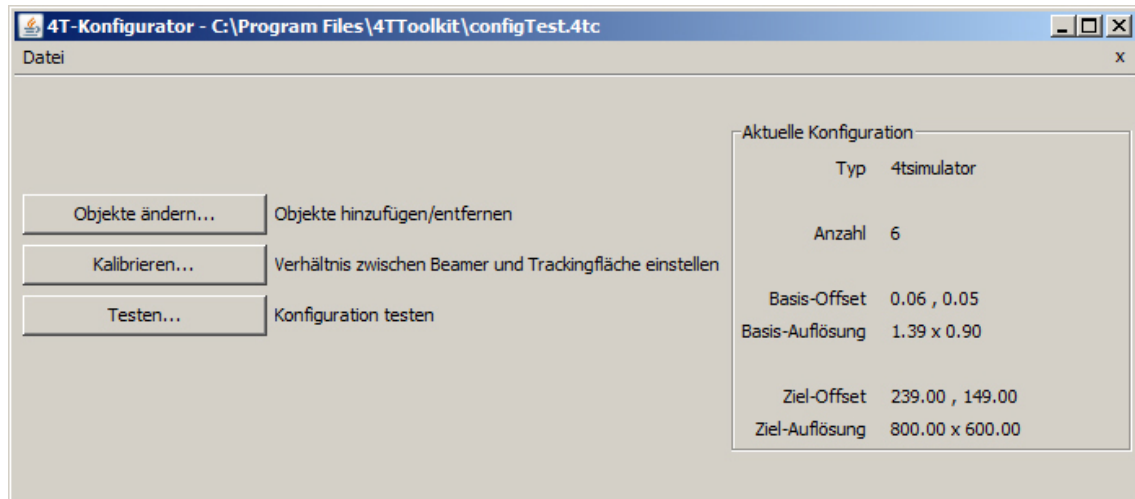 4T-Konfigurator - C:\Program Files\4TToolkit\configTest.4tc
Datei x
Objekte ändern... Objekte hinzufügen/entfernen
Kalibrieren... Verhältnis zwischen Beamer und Trackingfläche einstellen
Testen... Konfiguration testen
Aktuelle Konfiguration
Typ 4tsimulator
Anzahl 6
Basis-Offset 0.06 , 0.05
Basis-Auflösung 1.39 x 0.90
Ziel-Offset 239.00 , 149.00
Ziel-Auflösung 800.00 x 600.00